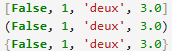 [False, 1, 'deux', 3.0]
(False, 1, 'deux', 3.0)
{False, 1, 'deux', 3.0}